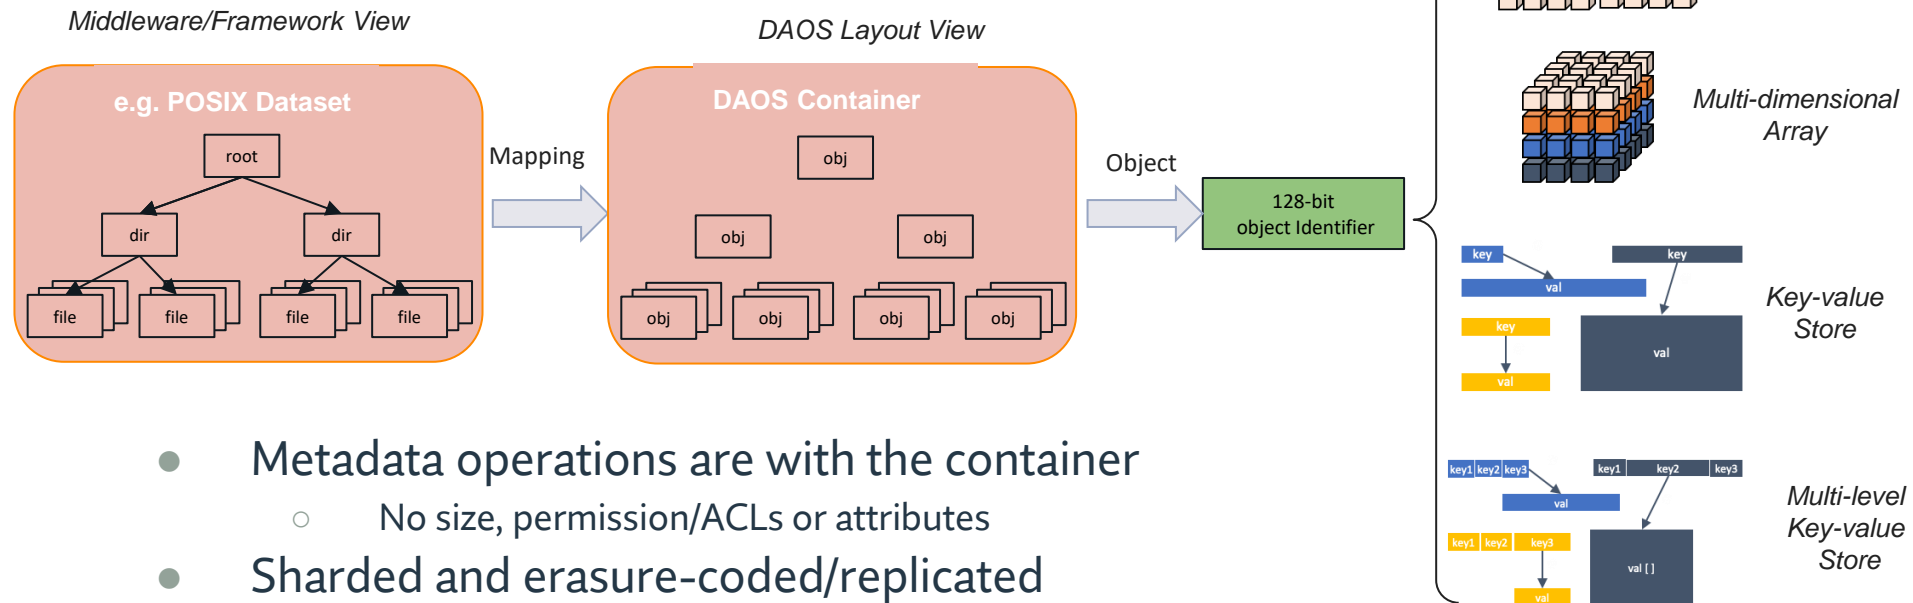 Middleware/Framework View
DAOS Layout View
e.g. POSIX Dataset
root
dir
dir
file
file
file
file
Mapping
DAOS Container
obj
obj
obj
obj
obj
obj
obj
Object
128-bit
object Identifier
Multi-dimensional
Array
key
val
key
val
key
val
Key-value
Store
key1 key2 key3
val
key1 key2 key3
val [ ]
key1 key2 key3
val
Multi-level
Key-value
Store
● Metadata operations are with the container
○ No size, permission/ACLs or attributes
● Sharded and erasure-coded/replicated